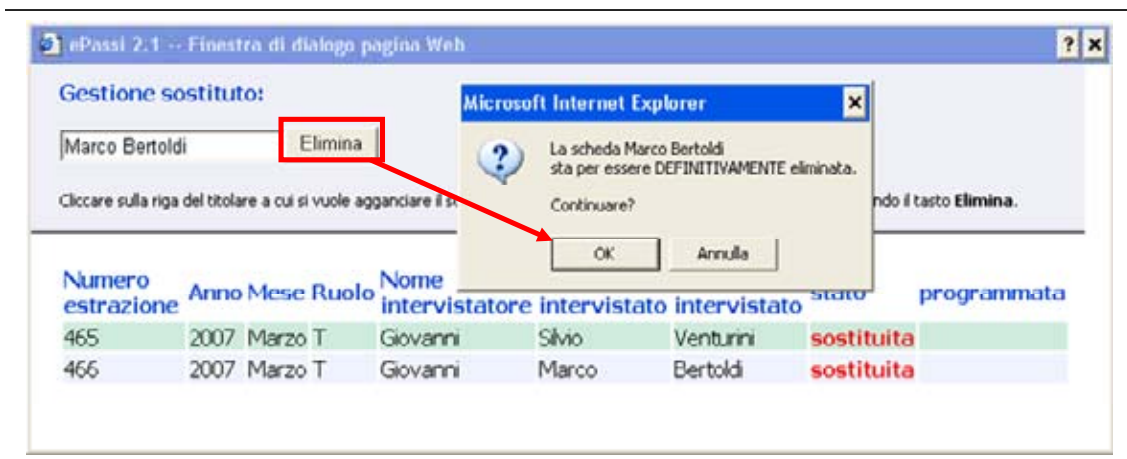 ePassi 2.1 -- Finestra di dialogo pagina Web
Gestione sostituto:
Marco Bertoldi Elimina
Microsoft Internet Explorer
La scheda Marco Bertoldi
sta per essere DEFINITIVAMENTE eliminata.
Continuare?
OK Annulla
Cliccare sulla riga del titolare a cui si vuole agganciare il ndo il tasto Elimina.
Numero estrazione Anno Mese Ruolo Nome intervistatore intervistato intervistato stato programmata
465 2007 Marzo T Giovanni Silvio Venturini sostituita
466 2007 Marzo T Giovanni Marco Bertoldi sostituita